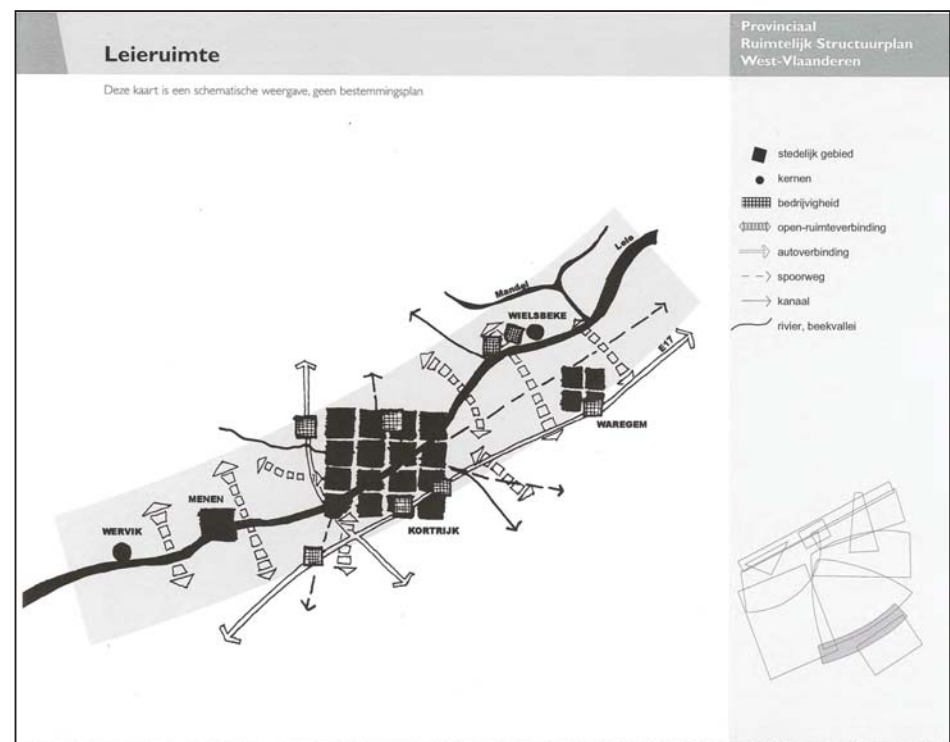 Leieruimte
Provinciaal
Ruimtelijk Structuurplan
West-Vlaanderen
Deze kaart is een schematische weergave, geen bestemmingsplan
stedelijk gebied
kernen
bedrijvigheid
open-ruimteverbinding
autoverbinding
spoorweg
kanaal
rivier, beekvallei
Leie
Mandel
WIELSBEKE
E17
WAREGEM
MENEN
WERVIK
KORTRIJK